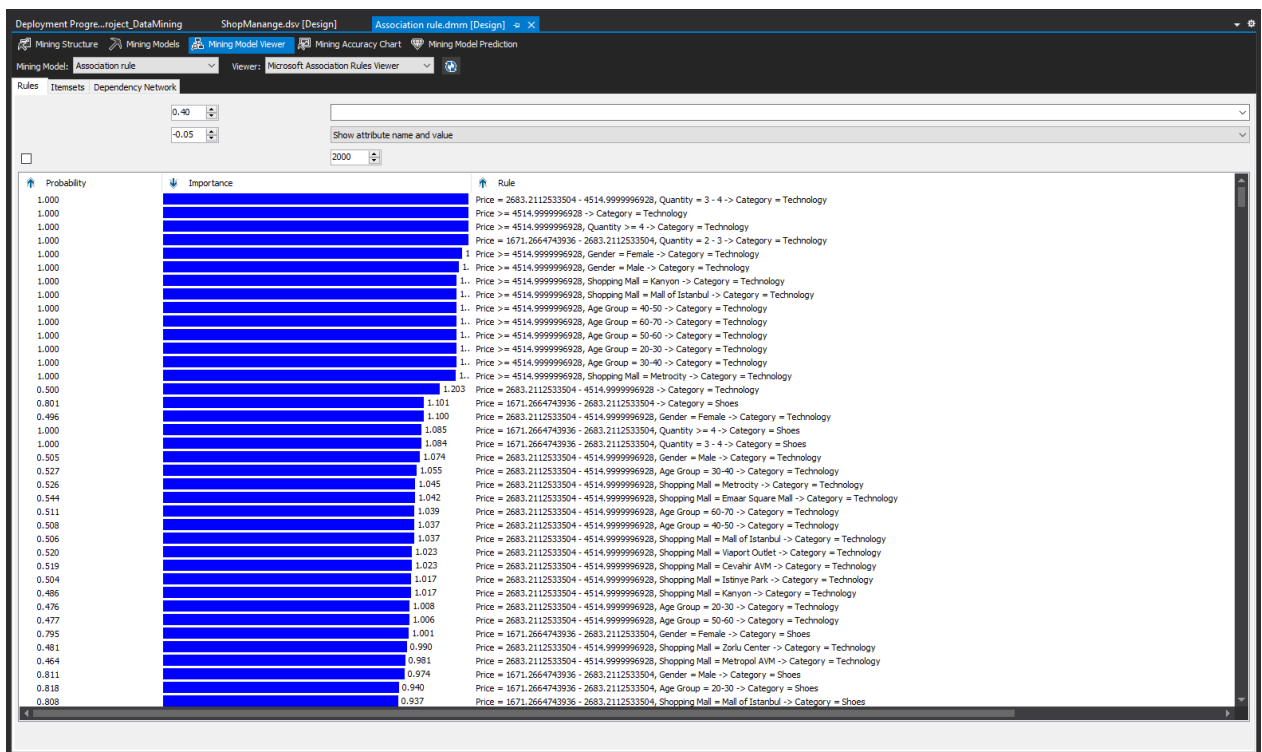 Deployment Progre...roject_DataMining ShopManange.dsv [Design] Association rule.dmm [Design]
Mining Structure Mining Models Mining Model Viewer Mining Accuracy Chart Mining Model Prediction
Mining Model: Association rule Viewer: Microsoft Association Rules Viewer
Rules Itemsets Dependency Network
0.40
-0.05 Show attribute name and value
2000
Probability Importance Rule
1.000 Price = 2683.2112533504 - 4514.9999996928, Quantity = 3 - 4 -> Category = Technology
1.000 Price >= 4514.9999996928 -> Category = Technology
1.000 Price >= 4514.9999996928, Quantity >= 4 -> Category = Technology
1.000 Price = 1671.2664743936 - 2683.2112533504, Quantity = 2 - 3 -> Category = Technology
1.000 1 Price >= 4514.9999996928, Gender = Female -> Category = Technology
1.000 1. Price >= 4514.9999996928, Gender = Male -> Category = Technology
1.000 1.. Price >= 4514.9999996928, Shopping Mall = Kanyon -> Category = Technology
1.000 1.. Price >= 4514.9999996928, Shopping Mall = Mall of Istanbul -> Category = Technology
1.000 1.. Price >= 4514.9999996928, Age Group = 40-50 -> Category = Technology
1.000 1.. Price >= 4514.9999996928, Age Group = 60-70 -> Category = Technology
1.000 1.. Price >= 4514.9999996928, Age Group = 50-60 -> Category = Technology
1.000 1.. Price >= 4514.9999996928, Age Group = 20-30 -> Category = Technology
1.000 1.. Price >= 4514.9999996928, Age Group = 30-40 -> Category = Technology
1.000 1.. Price >= 4514.9999996928, Shopping Mall = Metrocity -> Category = Technology
0.500 1.203 Price = 2683.2112533504 - 4514.9999996928 -> Category = Technology
0.801 1.101 Price = 1671.2664743936 - 2683.2112533504 -> Category = Shoes
0.496 1.100 Price = 2683.2112533504 - 4514.9999996928, Gender = Female -> Category = Technology
1.000 1.085 Price = 1671.2664743936 - 2683.2112533504, Quantity >= 4 -> Category = Shoes
1.000 1.084 Price = 1671.2664743936 - 2683.2112533504, Quantity = 3 - 4 -> Category = Shoes
0.505 1.074 Price = 2683.2112533504 - 4514.9999996928, Gender = Male -> Category = Technology
0.527 1.055 Price = 2683.2112533504 - 4514.9999996928, Age Group = 30-40 -> Category = Technology
0.526 1.045 Price = 2683.2112533504 - 4514.9999996928, Shopping Mall = Metrocity -> Category = Technology
0.544 1.042 Price = 2683.2112533504 - 4514.9999996928, Shopping Mall = Emaar Square Mall -> Category = Technology
0.511 1.039 Price = 2683.2112533504 - 4514.9999996928, Age Group = 60-70 -> Category = Technology
0.508 1.037 Price = 2683.2112533504 - 4514.9999996928, Age Group = 40-50 -> Category = Technology
0.506 1.037 Price = 2683.2112533504 - 4514.9999996928, Shopping Mall = Mall of Istanbul -> Category = Technology
0.520 1.023 Price = 2683.2112533504 - 4514.9999996928, Shopping Mall = Viaport Outlet -> Category = Technology
0.519 1.023 Price = 2683.2112533504 - 4514.9999996928, Shopping Mall = Cevahir AVM -> Category = Technology
0.504 1.017 Price = 2683.2112533504 - 4514.9999996928, Shopping Mall = Istinye Park -> Category = Technology
0.486 1.017 Price = 2683.2112533504 - 4514.9999996928, Shopping Mall = Kanyon -> Category = Technology
0.476 1.008 Price = 2683.2112533504 - 4514.9999996928, Age Group = 20-30 -> Category = Technology
0.477 1.006 Price = 2683.2112533504 - 4514.9999996928, Age Group = 50-60 -> Category = Technology
0.795 1.001 Price = 1671.2664743936 - 2683.2112533504, Gender = Female -> Category = Shoes
0.481 0.990 Price = 2683.2112533504 - 4514.9999996928, Shopping Mall = Zorlu Center -> Category = Technology
0.464 0.981 Price = 2683.2112533504 - 4514.9999996928, Shopping Mall = Metropol AVM -> Category = Technology
0.811 0.974 Price = 1671.2664743936 - 2683.2112533504, Gender = Male -> Category = Shoes
0.818 0.940 Price = 1671.2664743936 - 2683.2112533504, Age Group = 20-30 -> Category = Shoes
0.808 0.937 Price = 1671.2664743936 - 2683.2112533504, Shopping Mall = Mall of Istanbul -> Category = Shoes